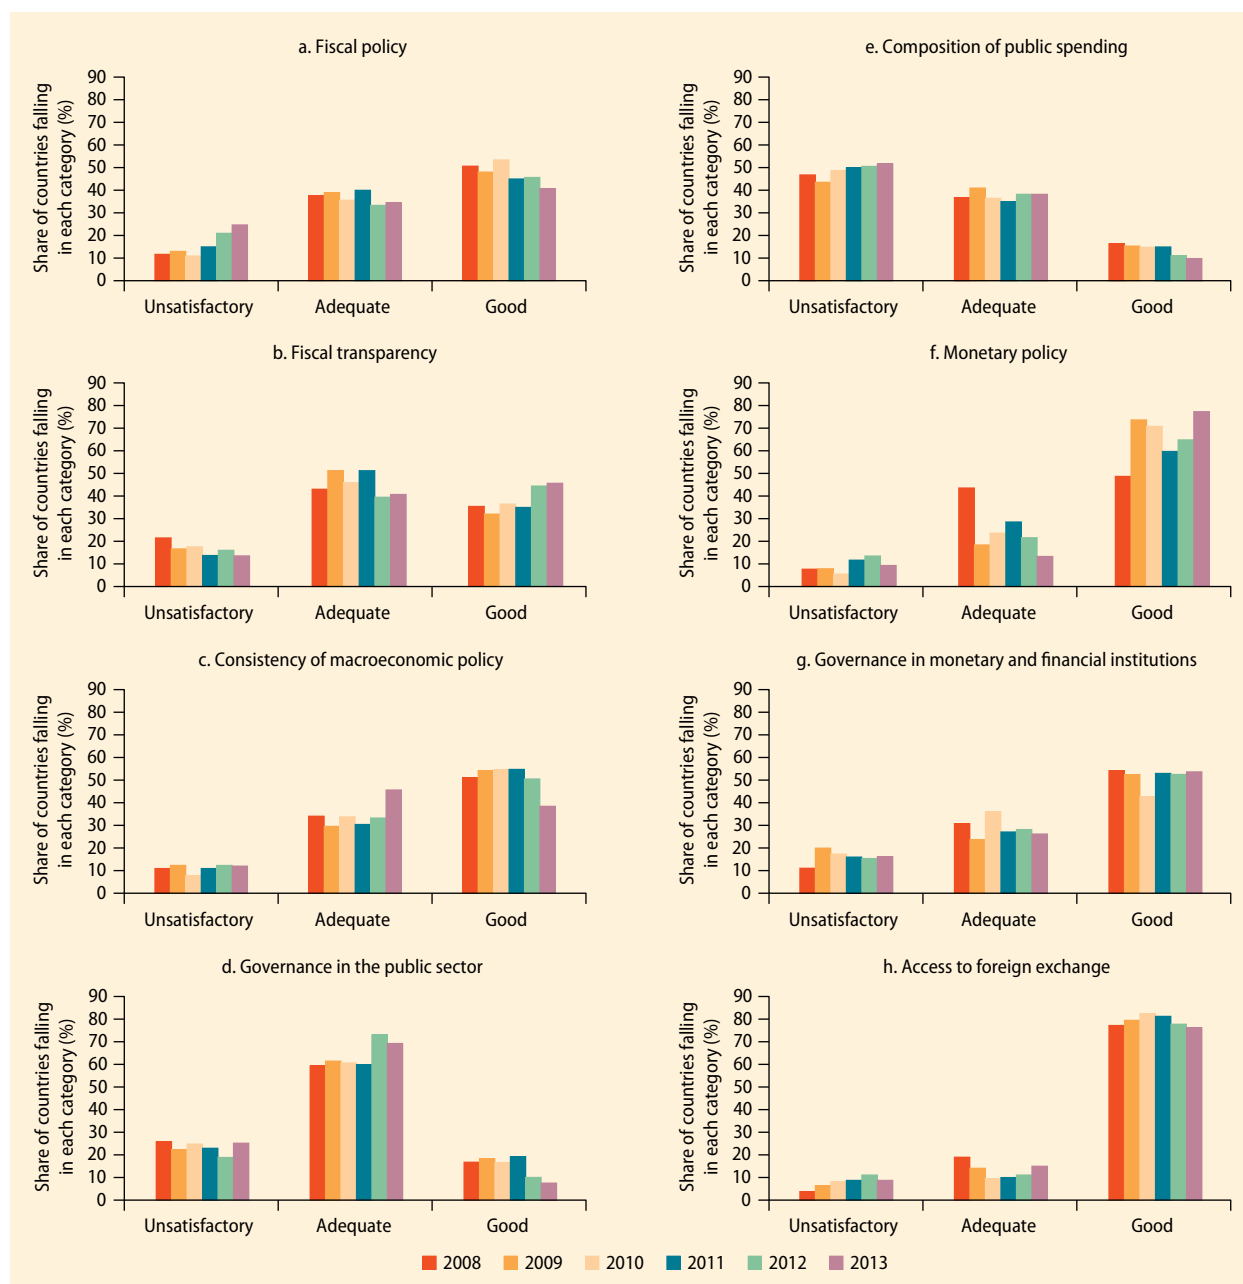 a. Fiscal policy
Share of countries falling
in each category (%)
90
80
70
60
50
40
30
20
10
0
Unsatisfactory Adequate Good
b. Fiscal transparency
Share of countries falling
in each category (%)
90
80
70
60
50
40
30
20
10
0
Unsatisfactory Adequate Good
c. Consistency of macroeconomic policy
Share of countries falling
in each category (%)
90
80
70
60
50
40
30
20
10
0
Unsatisfactory Adequate Good
d. Governance in the public sector
Share of countries falling
in each category (%)
90
80
70
60
50
40
30
20
10
0
Unsatisfactory Adequate Good
e. Composition of public spending
Share of countries falling
in each category (%)
90
80
70
60
50
40
30
20
10
0
Unsatisfactory Adequate Good
f. Monetary policy
Share of countries falling
in each category (%)
90
80
70
60
50
40
30
20
10
0
Unsatisfactory Adequate Good
g. Governance in monetary and financial institutions
Share of countries falling
in each category (%)
90
80
70
60
50
40
30
20
10
0
Unsatisfactory Adequate Good
h. Access to foreign exchange
Share of countries falling
in each category (%)
90
80
70
60
50
40
30
20
10
0
Unsatisfactory Adequate Good
2008 2009 2010 2011 2012 2013